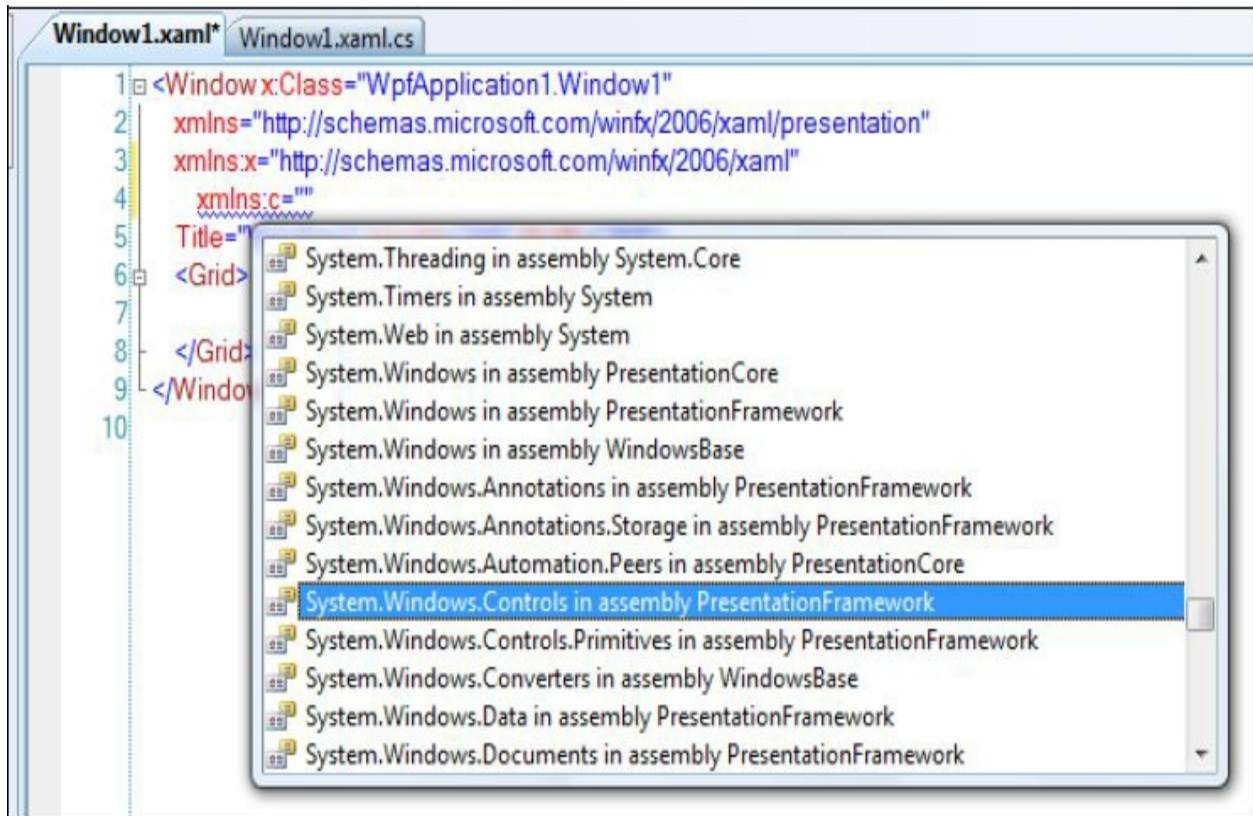 Window1.xaml* Window1.xaml.cs
1 <Window x:Class="WpfApplication1.Window1"
2 xmlns="http://schemas.microsoft.com/winfx/2006/xaml/presentation"
3 xmlns:x="http://schemas.microsoft.com/winfx/2006/xaml"
4 xmlns:c=""
5 Title="
6 <Grid>
7
8 </Grid>
9 </Window
10
System.Threading in assembly System.Core
System.Timers in assembly System
System.Web in assembly System
System.Windows in assembly PresentationCore
System.Windows in assembly PresentationFramework
System.Windows in assembly WindowsBase
System.Windows.Annotations in assembly PresentationFramework
System.Windows.Annotations.Storage in assembly PresentationFramework
System.Windows.Automation.Peers in assembly PresentationCore
System.Windows.Controls in assembly PresentationFramework
System.Windows.Controls.Primitives in assembly PresentationFramework
System.Windows.Converters in assembly WindowsBase
System.Windows.Data in assembly PresentationFramework
System.Windows.Documents in assembly PresentationFramework